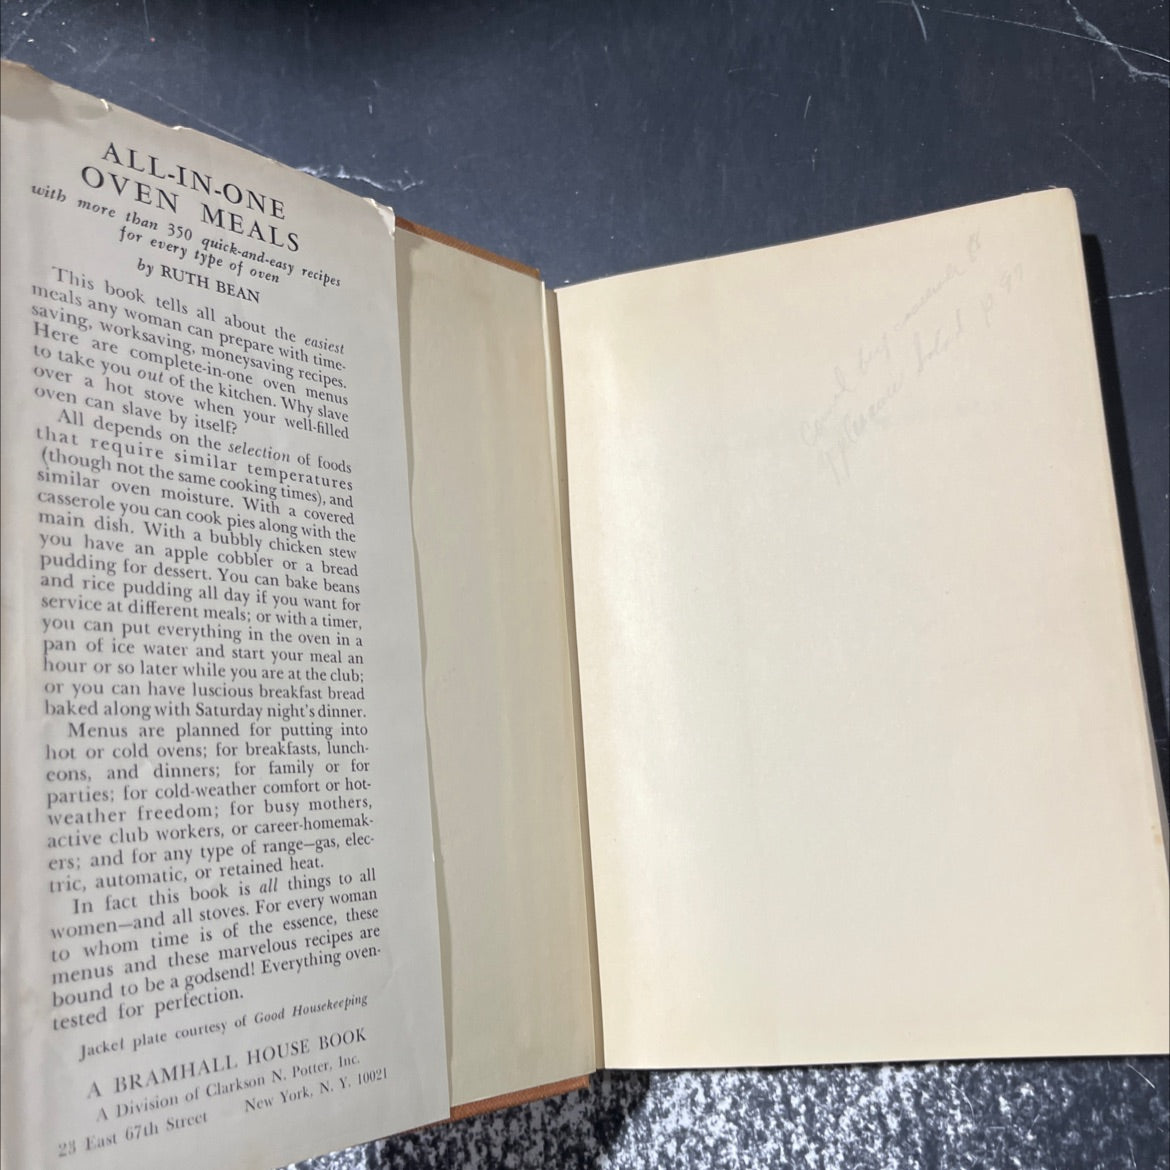 ALL-IN-ONE
OVEN MEALS
with more than 350 quick-and-easy recipes
for every type of oven
by RUTH BEAN
This book tells all about the easiest
meals any woman can prepare with time-
saving, worksaving, moneysaving recipes.
Here are complete-in-one oven menus
to take you out of the kitchen. Why slave
over a hot stove when your well-filled
oven can slave by itself?
All depends on the selection of foods
that require similar temperatures
(though not the same cooking times), and
similar oven moisture. With a covered
casserole you can cook pies along with the
main dish. With a bubbly chicken stew
you have an apple cobbler or a bread
pudding for dessert. You can bake beans
and rice pudding all day if you want for
service at different meals; or with a timer,
you can put everything in the oven in a
pan of ice water and start your meal an
hour or so later while you are at the club;
or you can have luscious breakfast bread
baked along with Saturday night's dinner.
Menus are planned for putting into
hot or cold ovens; for breakfasts, lunch-
eons, and dinners; for family or for
parties; for cold-weather comfort or hot-
weather freedom; for busy mothers,
active club workers, or career-homemak-
ers; and for any type of range—gas, elec-
tric, automatic, or retained heat.
In fact this book is all things to all
women—and all stoves. For every woman
to whom time is of the essence, these
menus and these marvelous recipes are
bound to be a godsend! Everything oven-
tested for perfection.
Jacket plate courtesy of Good Housekeeping
A BRAMHALL HOUSE BOOK
A Division of Clarkson N. Potter, Inc.
23 East 67th Street New York, N. Y. 10021
Salad p. 97